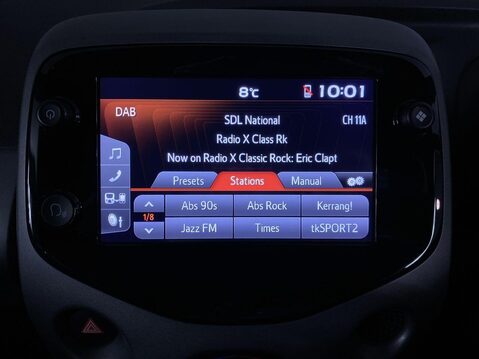 8°C 10:01
DAB SDL National CH 11A
Radio X Class Rk
Now on Radio X Classic Rock: Eric Clapt
Presets Stations Manual
Abs 90s Abs Rock Kerrang!
1/8
Jazz FM Times tkSPORT2